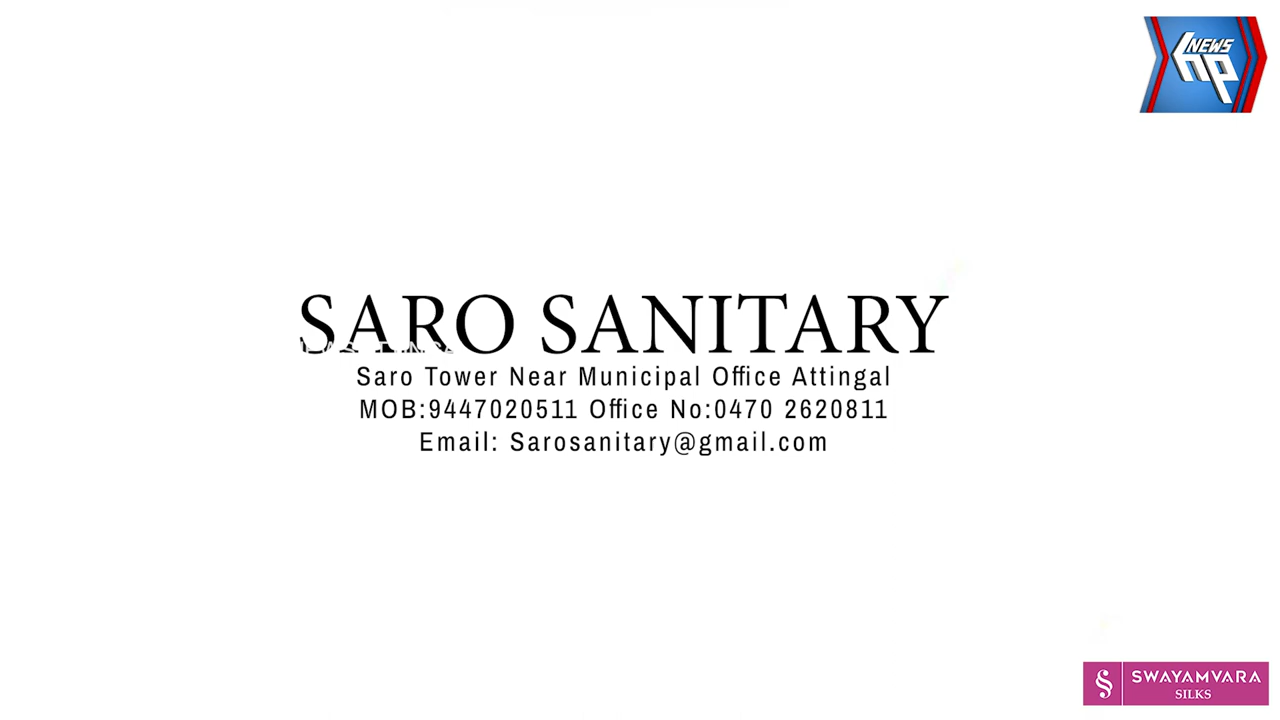 NEWS
np
SARO SANITARY
Saro Tower Near Municipal Office Attingal
MOB:9447020511 Office No:0470 2620811
Email: Sarosanitary@gmail.com
SWAYAMVARA
SILKS